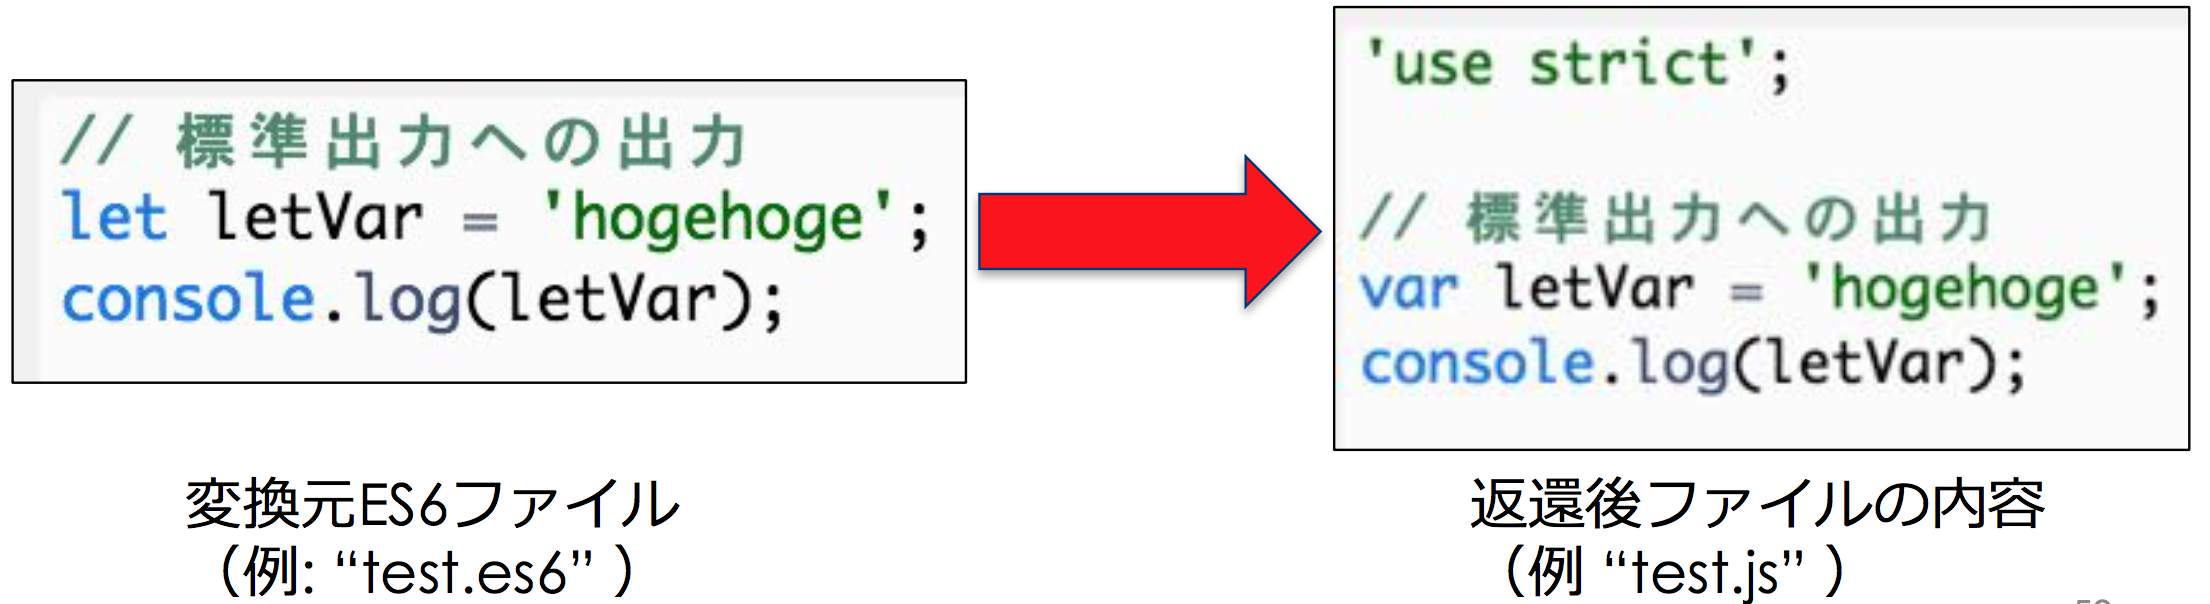 // 標準出力への出力
let letVar = 'hogehoge';
console.log(letVar);
変換元ES6ファイル
（例: “test.es6” ）
'use strict';
// 標準出力への出力
var letVar = 'hogehoge';
console.log(letVar);
返還後ファイルの内容
（例 “test.js” ）